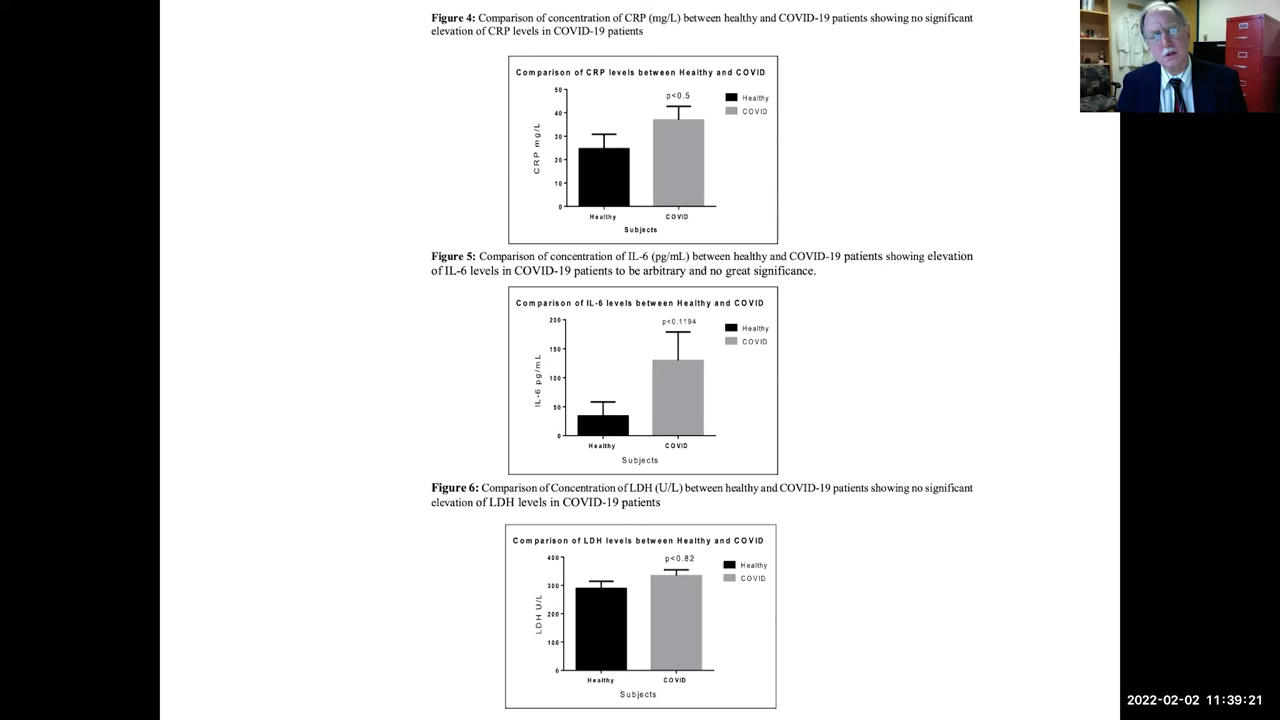 Figure 4: Comparison of concentration of CRP (mg/L) between healthy and COVID-19 patients showing no significant
elevation of CRP levels in COVID-19 patients
Comparison of CRP levels between Healthy and COVID
p<0.5
Healthy
COVID
50
40
30
20
10
0
CRP mg/L
Healthy
COVID
Subjects
Figure 5: Comparison of concentration of IL-6 (pg/mL) between healthy and COVID-19 patients showing elevation
of IL-6 levels in COVID-19 patients to be arbitrary and no great significance.
Comparison of IL-6 levels between Healthy and COVID
p<0.1194
Healthy
COVID
200
150
100
50
0
IL-6 pg/mL
Healthy
COVID
Subjects
Figure 6: Comparison of Concentration of LDH (U/L) between healthy and COVID-19 patients showing no significant
elevation of LDH levels in COVID-19 patients
Comparison of LDH levels between Healthy and COVID
p<0.82
Healthy
COVID
400
300
200
100
0
LDH U/L
Healthy
COVID
Subjects
2022-02-02 11:39:21